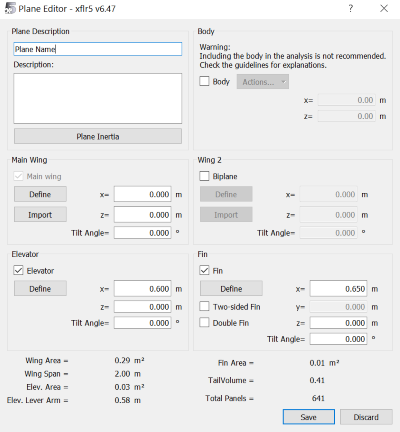 Plane Editor - xflr5 v6.47
Plane Description
Plane Name
Description:
Plane Inertia
Body
Warning:
Including the body in the analysis is not recommended.
Check the guidelines for explanations.
Body Actions...
x= 0.00 m
z= 0.00 m
Main Wing
Main wing
Define x= 0.000 m
Import z= 0.000 m
Tilt Angle= 0.000 °
Wing 2
Biplane
Define x= 0.000 m
Import z= 0.000 m
Tilt Angle= 0.000 °
Elevator
Elevator
Define x= 0.600 m
z= 0.000 m
Tilt Angle= 0.000 °
Fin
Fin
Define x= 0.650 m
Two-sided Fin y= 0.000 m
Double Fin z= 0.000 m
Tilt Angle= 0.000 °
Wing Area = 0.29 m²
Wing Span = 2.00 m
Elev. Area = 0.03 m²
Elev. Lever Arm = 0.58 m
Fin Area = 0.01 m²
TailVolume = 0.41
Total Panels = 641
Save Discard